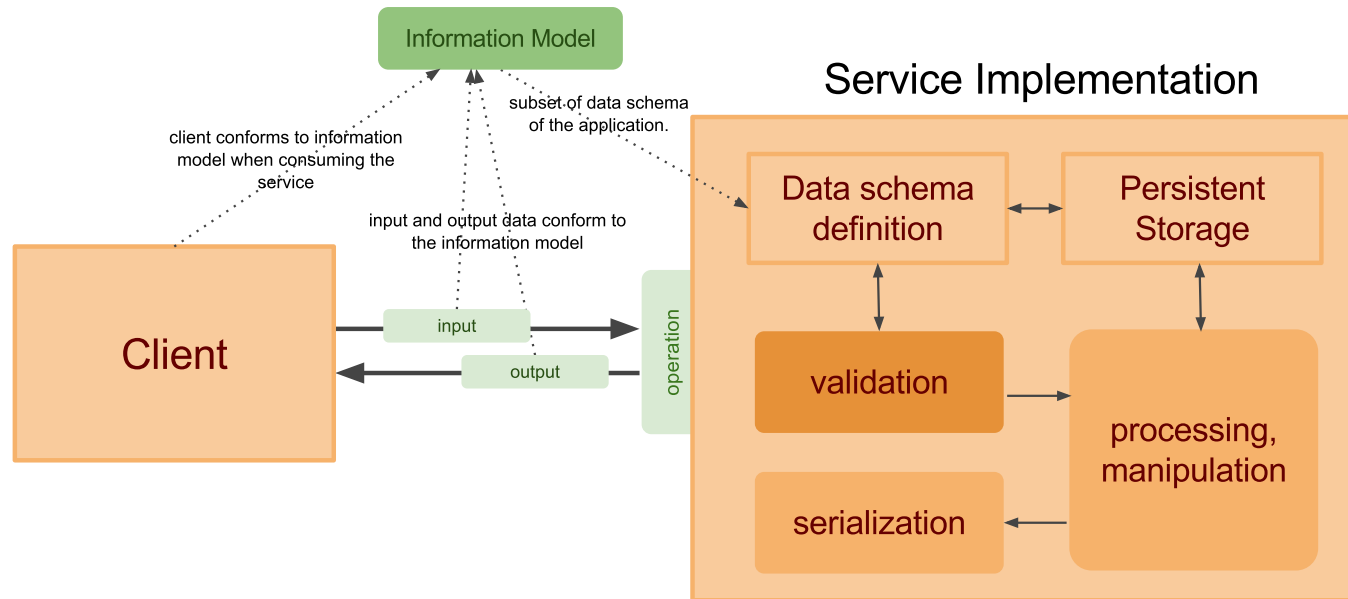 Information Model
Service Implementation
subset of data schema
of the application.
client conforms to information
model when consuming the
service
Data schema
definition
Persistent
Storage
input and output data conform to
the information model
input
output
operation
Client
validation
processing,
manipulation
serialization